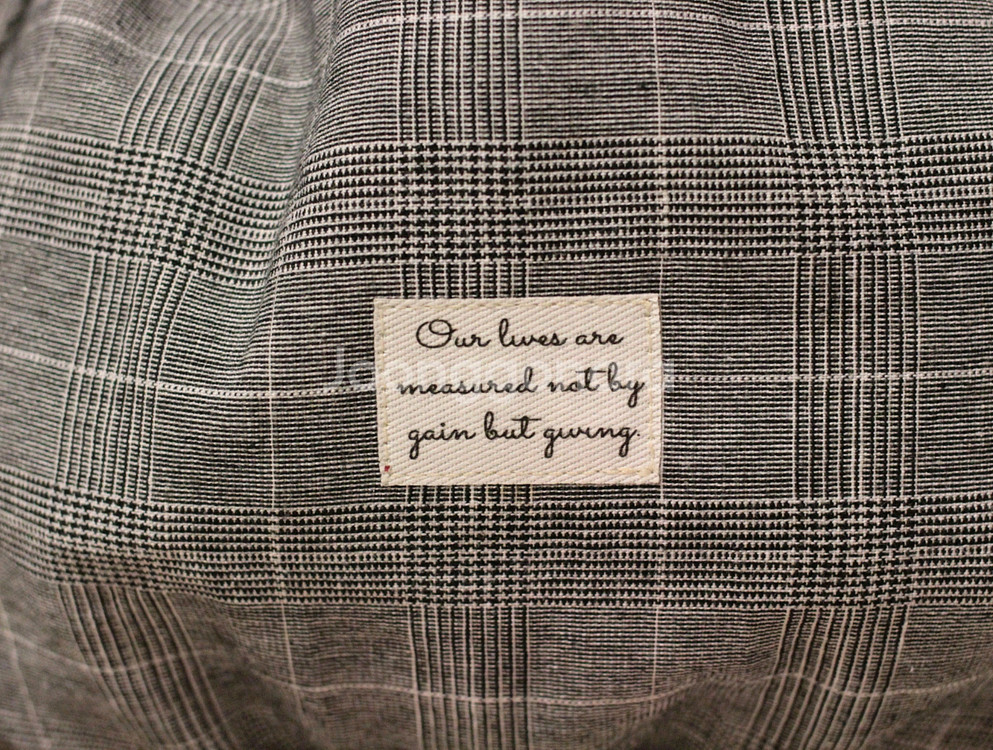 Our lives are
measured not by
gain but giving.